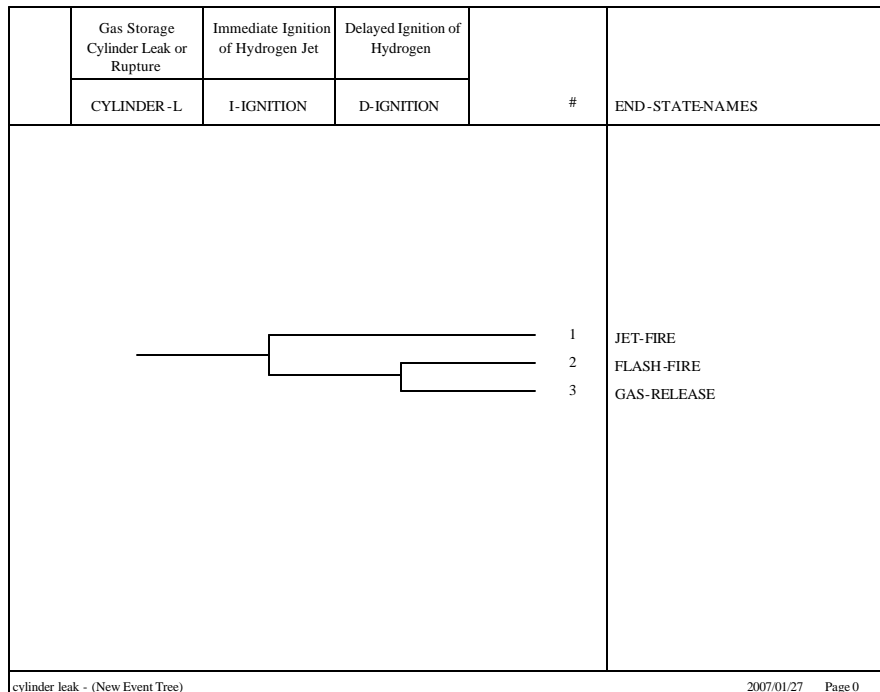 Gas Storage
Cylinder Leak or
Rupture
Immediate Ignition
of Hydrogen Jet
Delayed Ignition of
Hydrogen
CYLINDER-L
I-IGNITION
D-IGNITION
#
END-STATE-NAMES
1
JET-FIRE
2
FLASH-FIRE
3
GAS-RELEASE
cylinder leak - (New Event Tree)
2007/01/27 Page 0